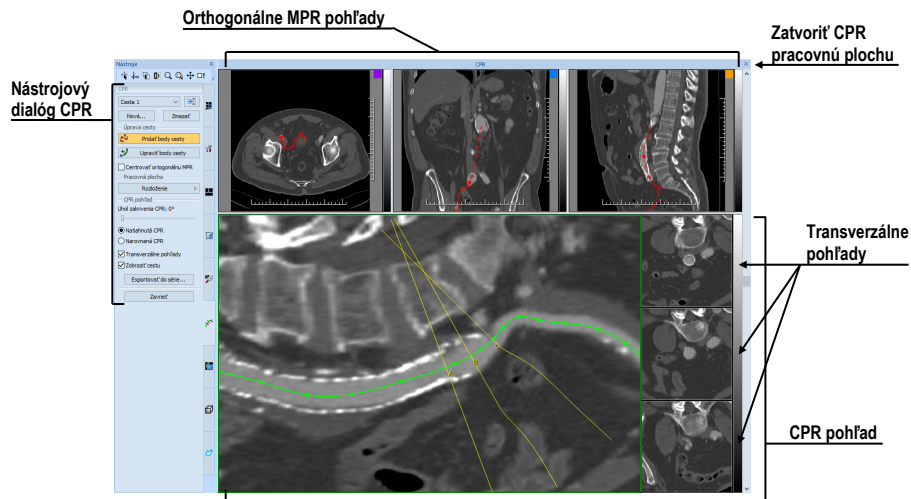 Orthogonálne MPR pohľady
Zatvoriť CPR
pracovnú plochu
Nástrojový
dialóg CPR
Nástroje
CPR
CPR
Cesta 1
Nová...
Zmazať
Úprava cesty
Pridať body cesty
Upraviť body cesty
Centrovať ortogonálnu MPR
Pracovná plocha
Rozloženie
CPR pohľad
Uhol zakrivenia CPR: 0°
Natiahnutá CPR
Narovnaná CPR
Transverzálne pohľady
Zobraziť cestu
Exportovať do série...
Zavrieť
Transverzálne
pohľady
CPR pohľad